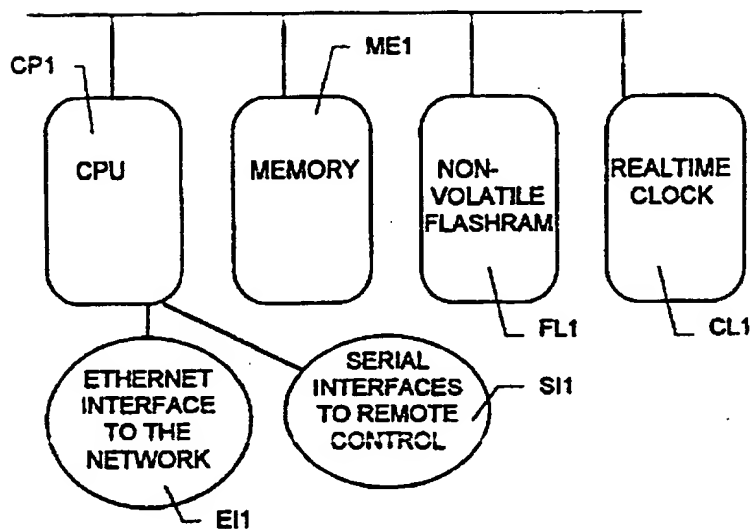 ME1
CP1
CPU
MEMORY
NON-
VOLATILE
FLASHRAM
REALTIME
CLOCK
FL1
CL1
ETHERNET
INTERFACE
TO THE
NETWORK
SERIAL
INTERFACES
TO REMOTE
CONTROL
SI1
EI1